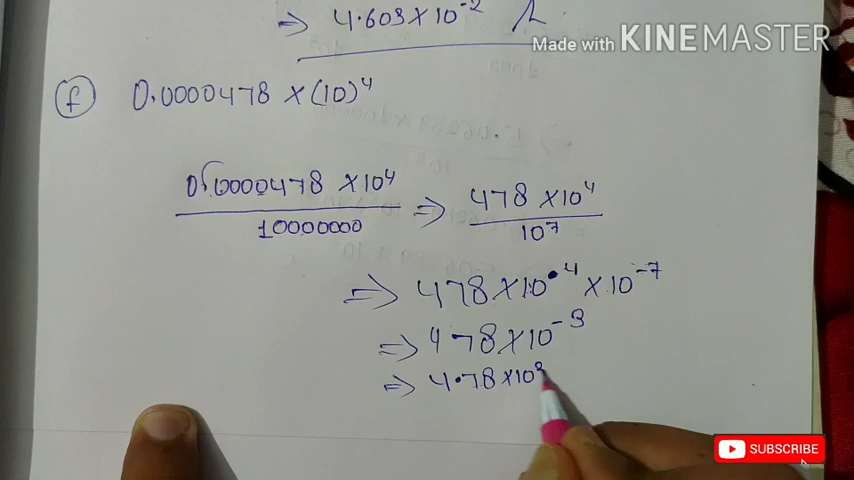 ⇒ 4.603 × 10⁻²
Made with KINEMASTER
(f) 0.0000478 × (10)⁴
0.0000478 × 10⁴ / 10000000 ⇒ 478 × 10⁴ / 10⁷
⇒ 478 × 10⁴ × 10⁻⁷
⇒ 478 × 10⁻³
⇒ 4.78 × 10²
SUBSCRIBE